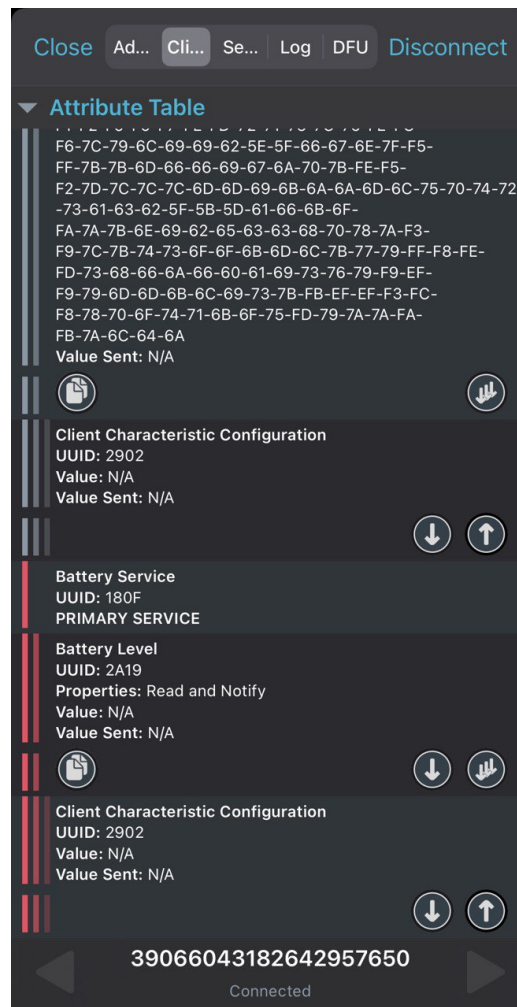 Close Ad... Cli... Se... Log DFU Disconnect
Attribute Table
F6-7C-79-6C-69-69-62-5E-5F-66-67-6E-7F-F5-
FF-7B-7B-6D-66-66-69-67-6A-70-7B-FE-F5-
F2-7D-7C-7C-7C-6D-6D-69-6B-6A-6A-6D-6C-75-70-74-72
-73-61-63-62-5F-5B-5D-61-66-6B-6F-
FA-7A-7B-6E-69-62-65-63-63-68-70-78-7A-F3-
F9-7C-7B-74-73-6F-6F-6B-6D-6C-7B-77-79-FF-F8-FE-
FD-73-68-66-6A-66-60-61-69-73-76-79-F9-EF-
F9-79-6D-6D-6B-6C-69-73-7B-FB-EF-EF-F3-FC-
F8-78-70-6F-74-71-6B-6F-75-FD-79-7A-7A-FA-
FB-7A-6C-64-6A
Value Sent: N/A
Client Characteristic Configuration
UUID: 2902
Value: N/A
Value Sent: N/A
Battery Service
UUID: 180F
PRIMARY SERVICE
Battery Level
UUID: 2A19
Properties: Read and Notify
Value: N/A
Value Sent: N/A
Client Characteristic Configuration
UUID: 2902
Value: N/A
Value Sent: N/A
39066043182642957650
Connected